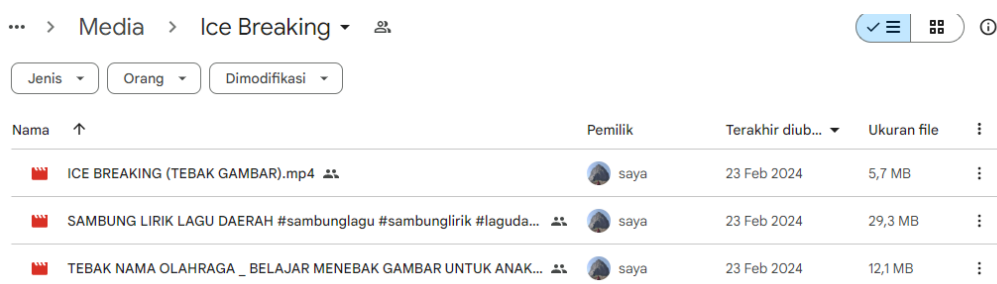 ... > Media > Ice Breaking
Jenis Orang Dimodifikasi
Nama Pemilik Terakhir diub... Ukuran file
ICE BREAKING (TEBAK GAMBAR).mp4 saya 23 Feb 2024 5,7 MB
SAMBUNG LIRIK LAGU DAERAH #sambunglagu #sambunglirik #laguda... saya 23 Feb 2024 29,3 MB
TEBAK NAMA OLAHRAGA _ BELAJAR MENEBAK GAMBAR UNTUK ANAK... saya 23 Feb 2024 12,1 MB